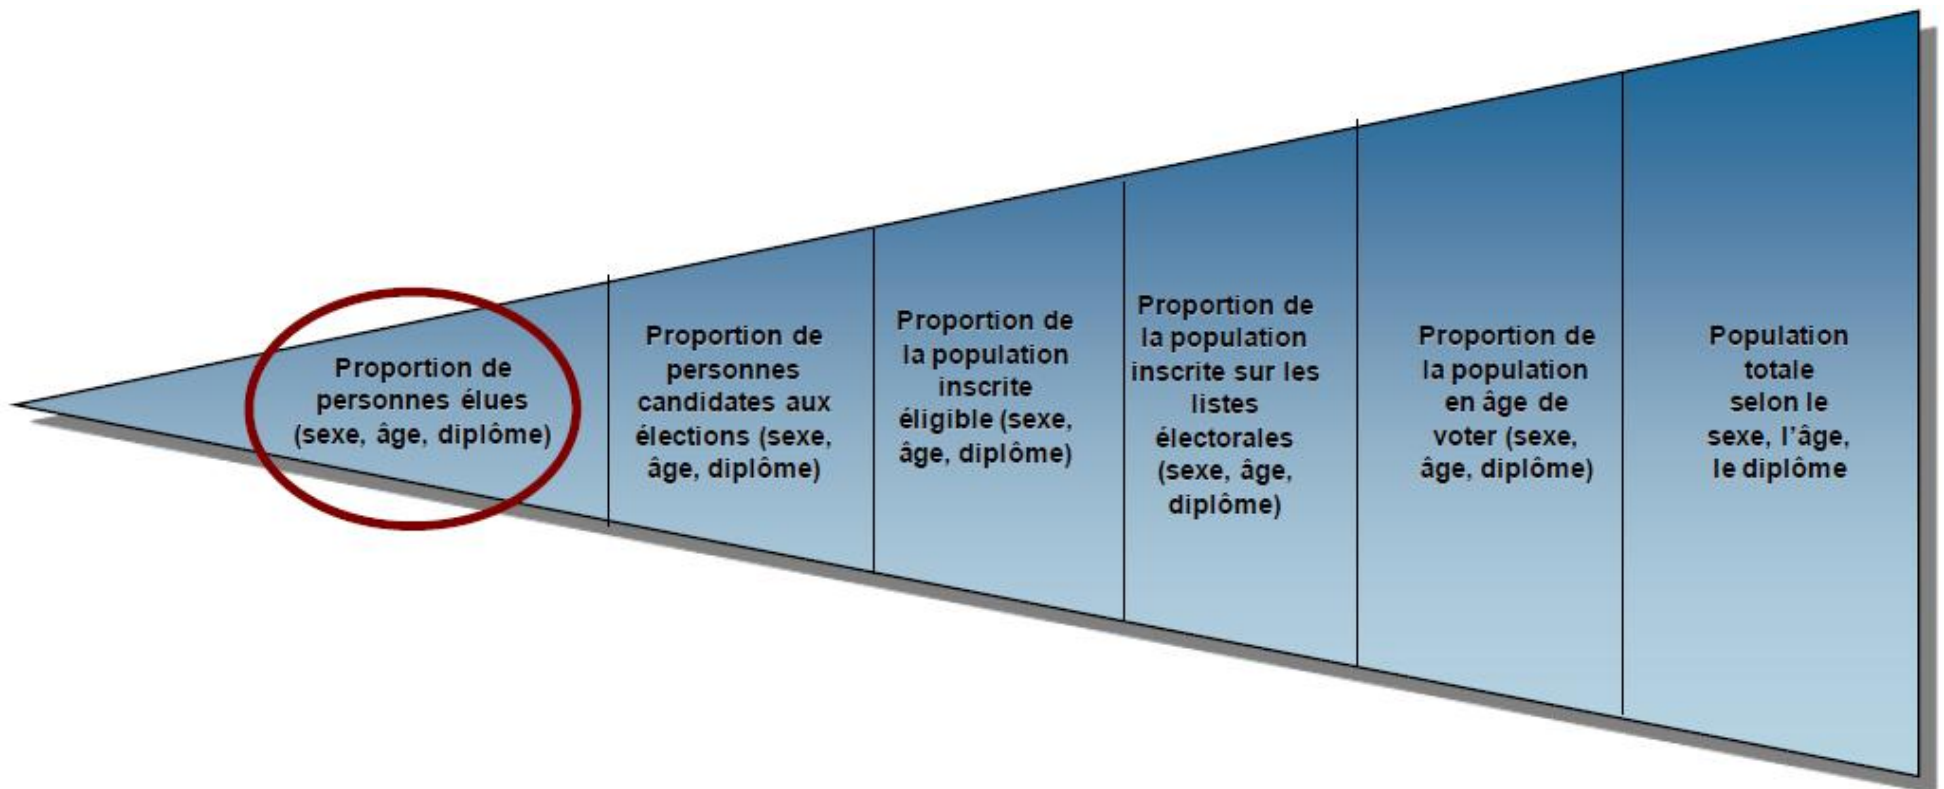 Proportion de
personnes élues
(sexe, âge, diplôme)
Proportion de
personnes
candidates aux
élections (sexe,
âge, diplôme)
Proportion de
la population
inscrite
éligible (sexe,
âge, diplôme)
Proportion de
la population
inscrite sur les
listes
électorales
(sexe, âge,
diplôme)
Proportion de
la population
en âge de
voter (sexe,
âge, diplôme)
Population
totale
selon le
sexe, l'âge,
le diplôme